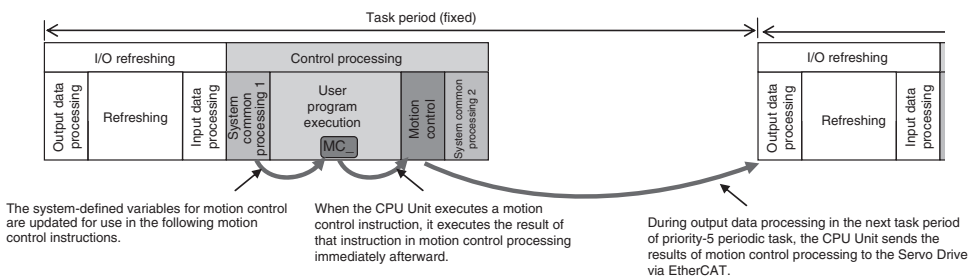 Task period (fixed)
I/O refreshing
Control processing
I/O refreshing
Output data
processing
Refreshing
Input data
processing
System
common
processing 1
User
program
execution
MC_
Motion
control
System common
processing 2
Output data
processing
Refreshing
Input data
processing
The system-defined variables for motion control
are updated for use in the following motion
control instructions.
When the CPU Unit executes a motion
control instruction, it executes the result of
that instruction in motion control processing
immediately afterward.
During output data processing in the next task period
of priority-5 periodic task, the CPU Unit sends the
results of motion control processing to the Servo Drive
via EtherCAT.